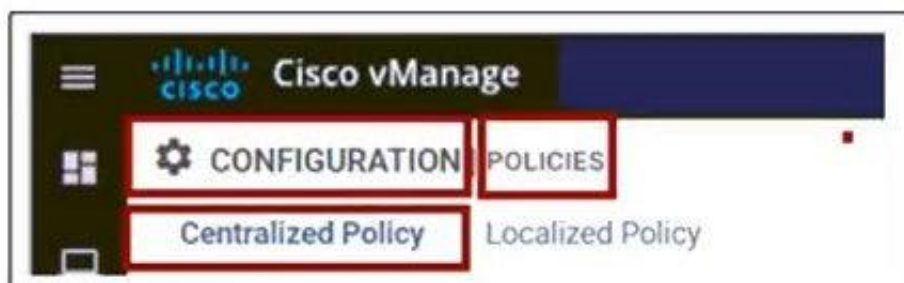 CISCO Cisco vManage
CONFIGURATION | POLICIES
Centralized Policy Localized Policy